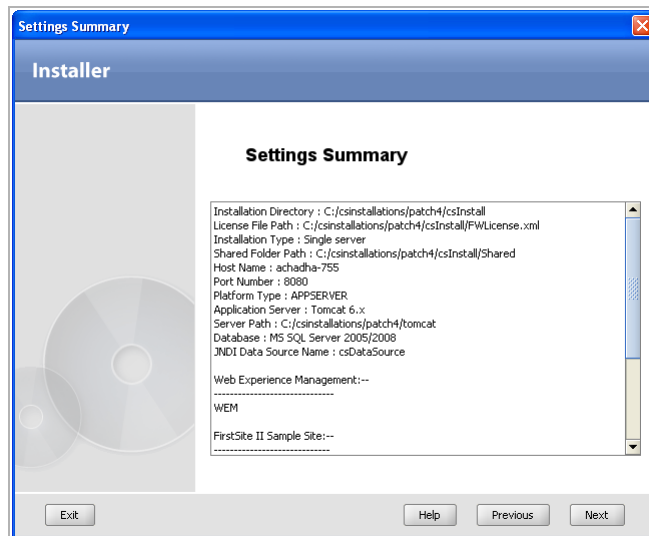 Settings Summary
Installer
Settings Summary
Installation Directory : C:/csinstallations/patch4/csInstall
License File Path : C:/csinstallations/patch4/csInstall/FWLicense.xml
Installation Type : Single server
Shared Folder Path : C:/csinstallations/patch4/csInstall/Shared
Host Name : achadha-755
Port Number : 8080
Platform Type : APPSERVER
Application Server : Tomcat 6.x
Server Path : C:/csinstallations/patch4/tomcat
Database : MS SQL Server 2005/2008
JNDI Data Source Name : csDataSource
Web Experience Management:--
------------------------------
WEM
FirstSite II Sample Site:--
-----------------------------
Exit Help Previous Next